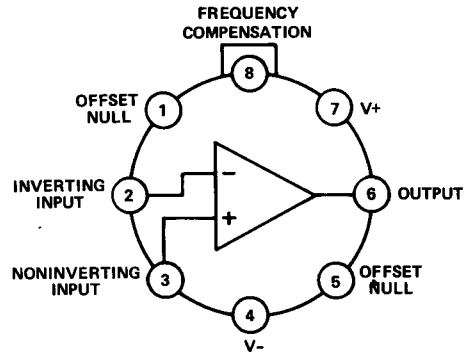 FREQUENCY
COMPENSATION
8
OFFSET
NULL
1
7
V+
INVERTING
INPUT
2
−
6
OUTPUT
+
NONINVERTING
INPUT
3
5
OFFSET
NULL
4
V−